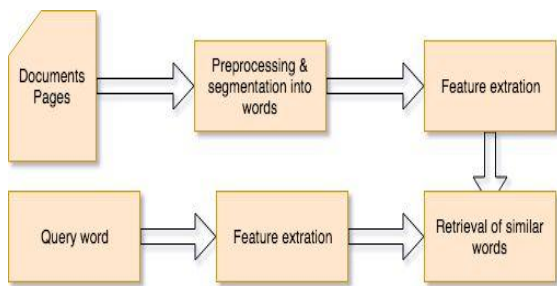 Documents
Pages
Preprocessing &
segmentation into
words
Feature extration
Query word
Feature extration
Retrieval of similar
words